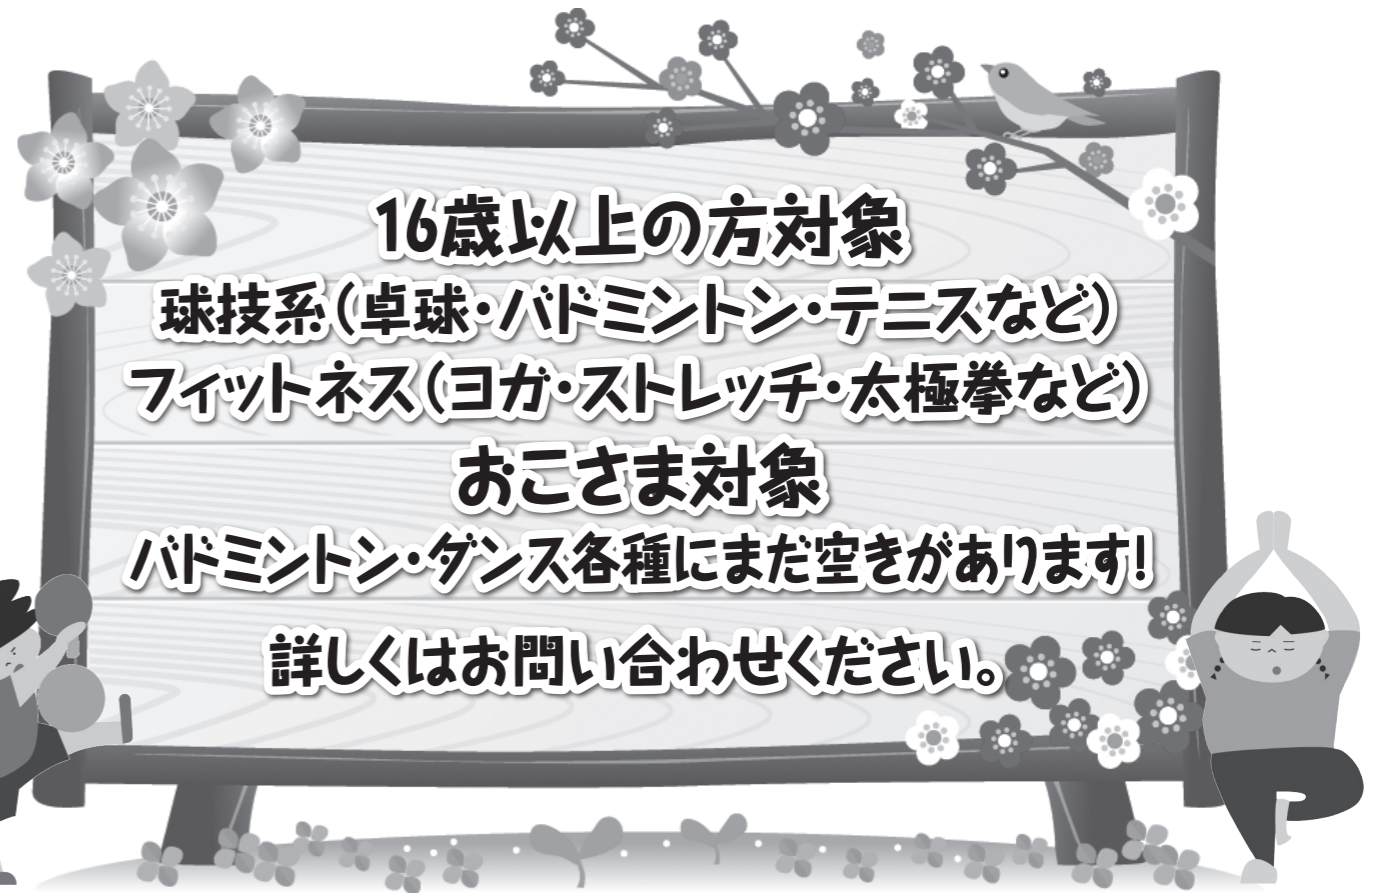 16歳以上の方対象
球技系(卓球・バドミントン・テニスなど)
フィットネス(ヨガ・ストレッチ・太極拳など)
おこさま対象
バドミントン・ダンス各種にまだ空きがあります!
詳しくはお問い合わせください。